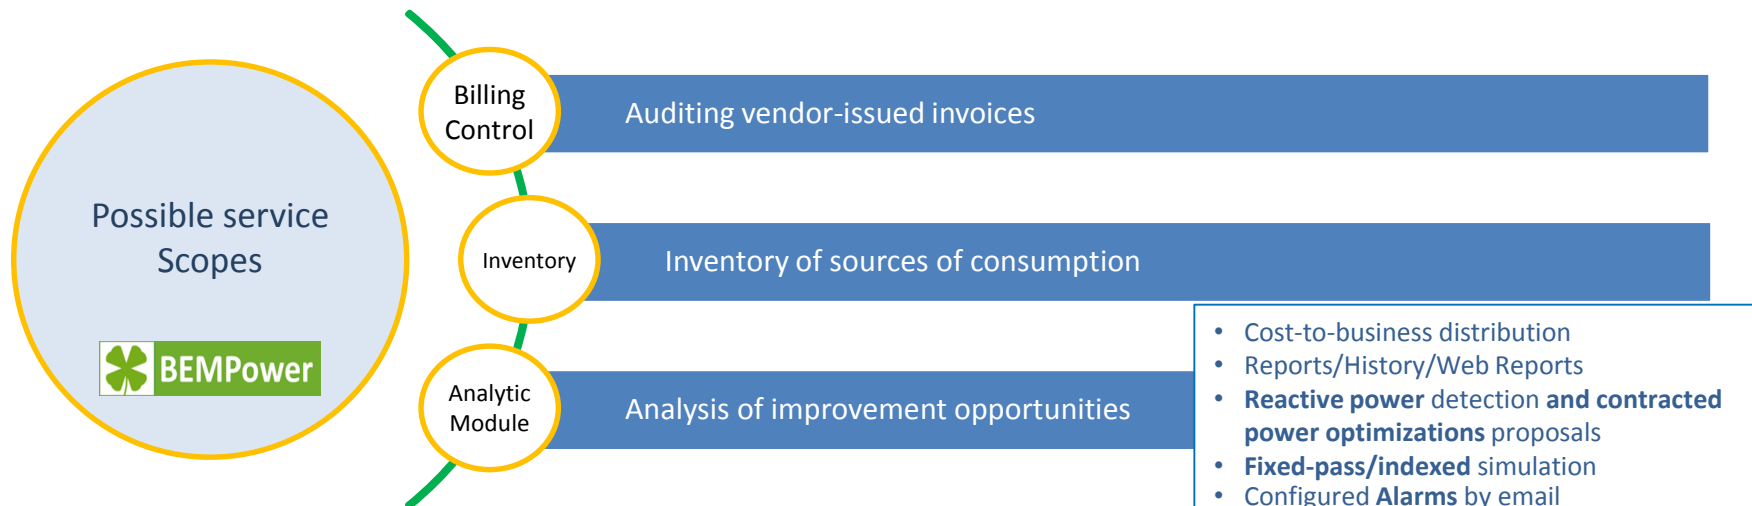 Possible service
Scopes
BEMPower
Billing
Control
Auditing vendor-issued invoices
Inventory
Inventory of sources of consumption
Analytic
Module
Analysis of improvement opportunities
• Cost-to-business distribution
• Reports/History/Web Reports
• Reactive power detection and contracted
power optimizations proposals
• Fixed-pass/indexed simulation
• Configured Alarms by email